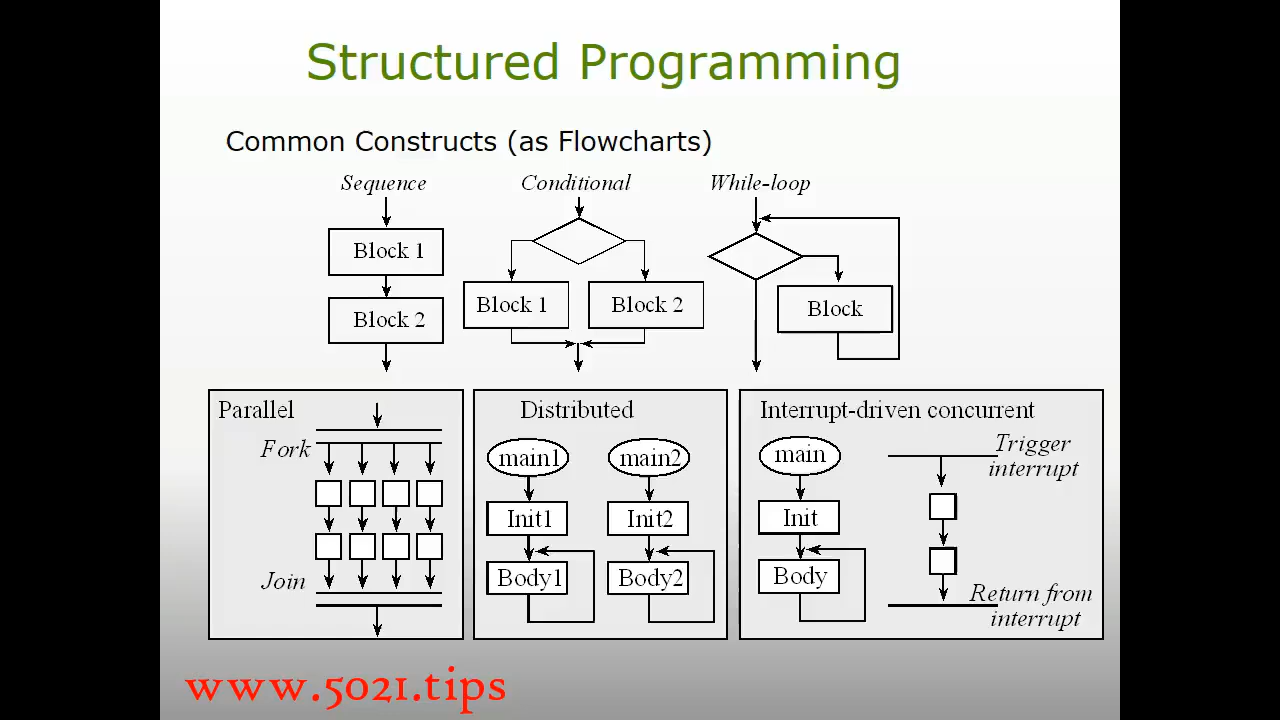 Structured Programming
Common Constructs (as Flowcharts)
Sequence
Block 1
Block 2
Conditional
Block 1
Block 2
While-loop
Block
Parallel
Fork
Join
Distributed
main1
Init1
Body1
main2
Init2
Body2
Interrupt-driven concurrent
main
Init
Body
Trigger
interrupt
Return from
interrupt
www.5021.tips